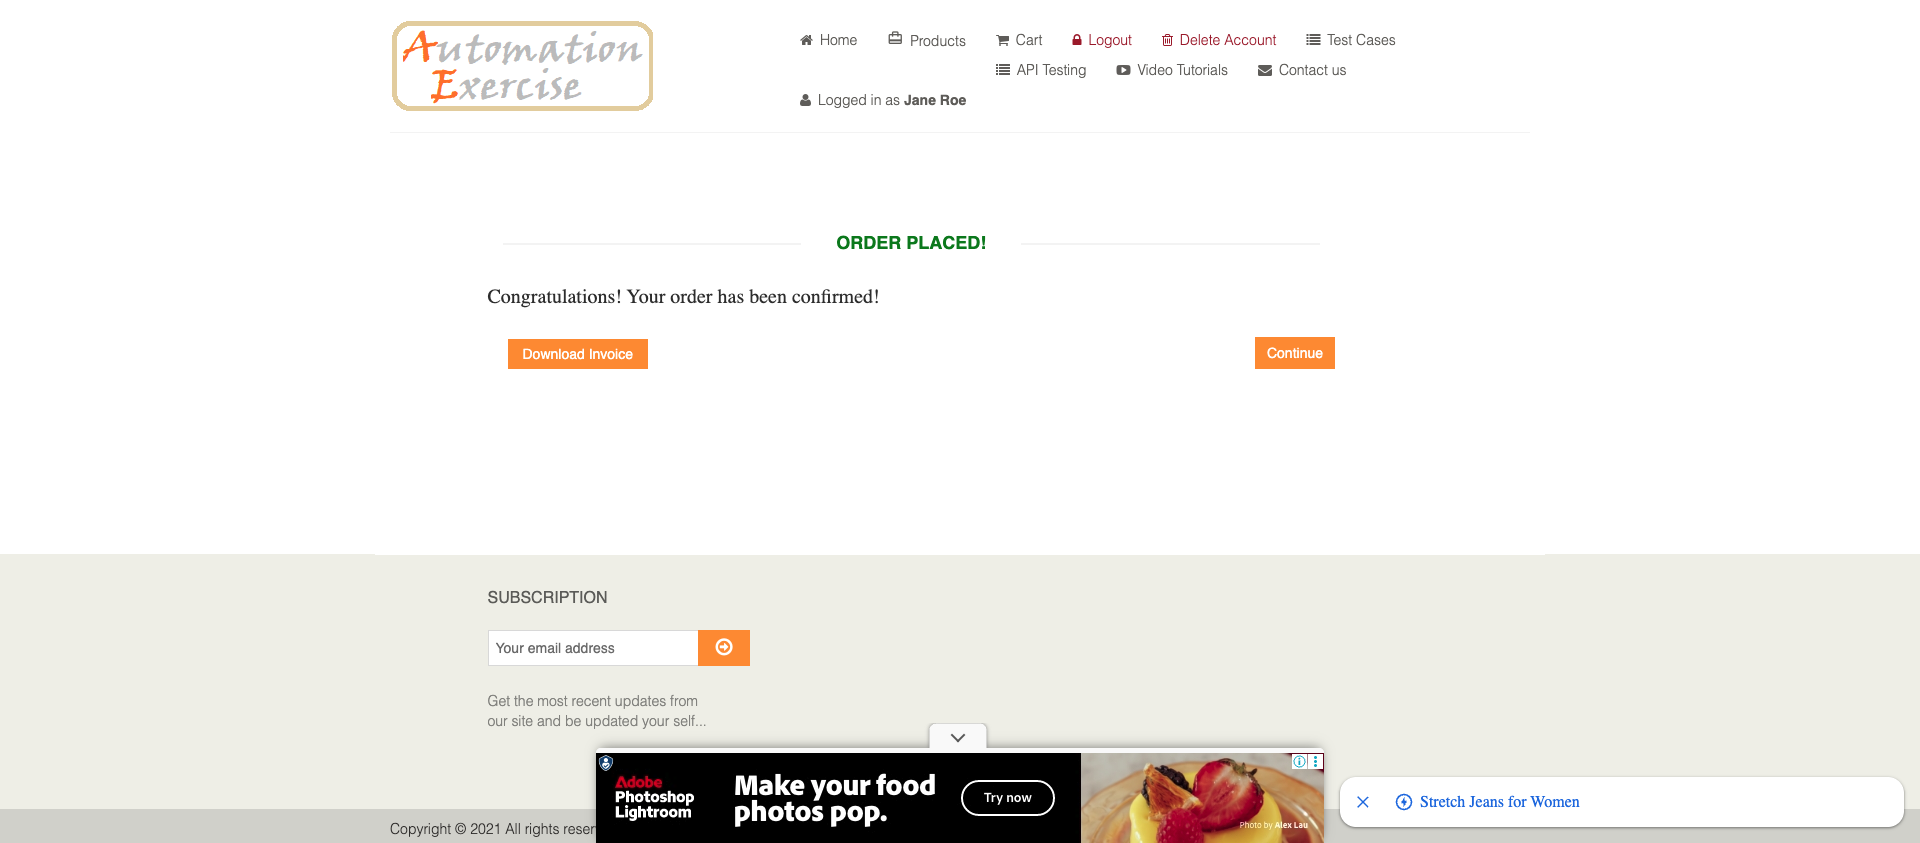 Automation
Exercise
Home
Products
Cart
Logout
Delete Account
Test Cases
API Testing
Video Tutorials
Contact us
Logged in as Jane Roe
ORDER PLACED!
Congratulations! Your order has been confirmed!
Download Invoice
Continue
SUBSCRIPTION
Your email address
Get the most recent updates from
our site and be updated your self...
Copyright © 2021 All rights reser
Adobe
Photoshop
Lightroom
Make your food
photos pop.
Try now
Photo by Alex Lau
Stretch Jeans for Women